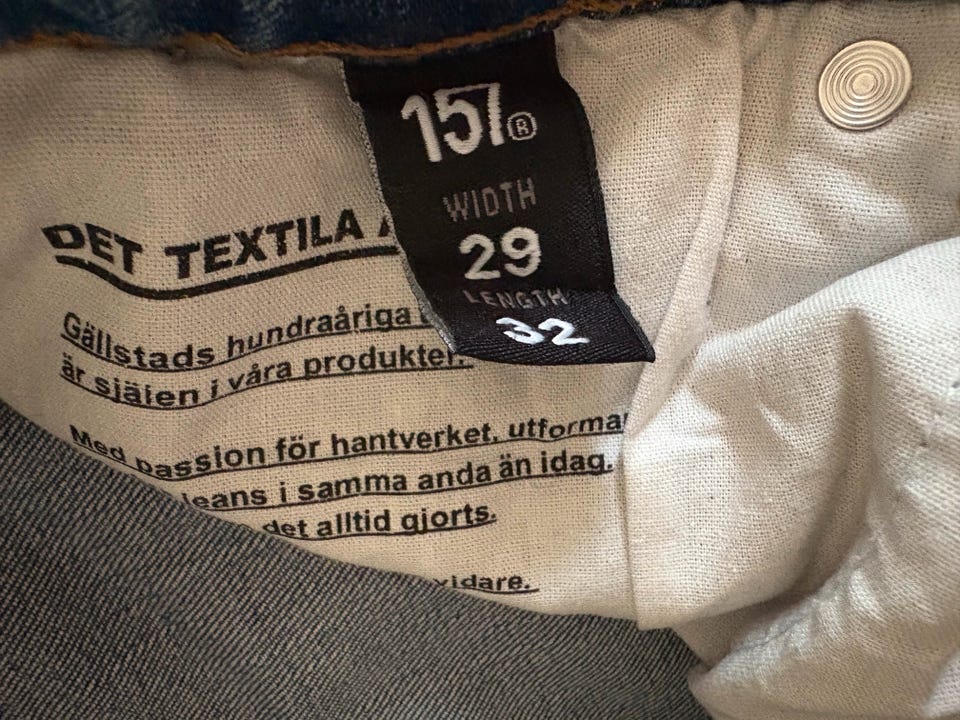 157®
WIDTH
29
LENGTH
32
DET TEXTILA
Gällstads hundraåriga
är själen i våra produkter.
Med passion för hantverket, utformar
jeans i samma anda än idag.
det alltid gjorts.
vidare.